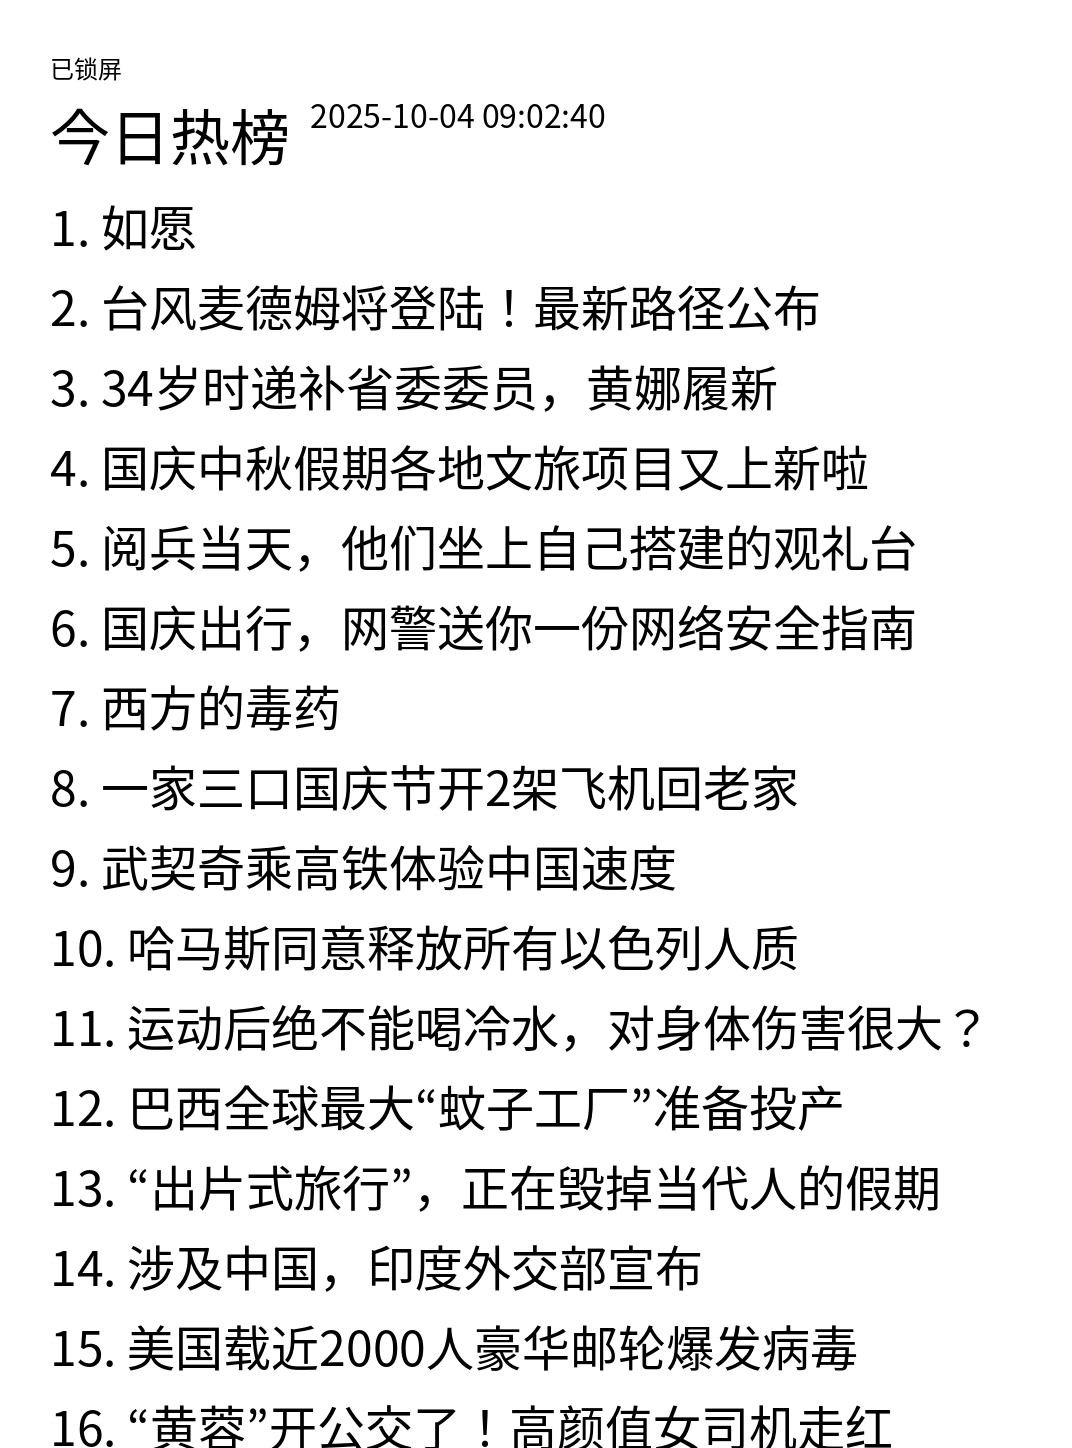 已锁屏
今日热榜 2025-10-04 09:02:40
1. 如愿
2. 台风麦德姆将登陆！最新路径公布
3. 34岁时递补省委委员，黄娜履新
4. 国庆中秋假期各地文旅项目又上新啦
5. 阅兵当天，他们坐上自己搭建的观礼台
6. 国庆出行，网警送你一份网络安全指南
7. 西方的毒药
8. 一家三口国庆节开2架飞机回老家
9. 武契奇乘高铁体验中国速度
10. 哈马斯同意释放所有以色列人质
11. 运动后绝不能喝冷水，对身体伤害很大？
12. 巴西全球最大“蚊子工厂”准备投产
13. “出片式旅行”，正在毁掉当代人的假期
14. 涉及中国，印度外交部宣布
15. 美国载近2000人豪华邮轮爆发病毒
16. “黄蓉”开公交了！高颜值女司机走红